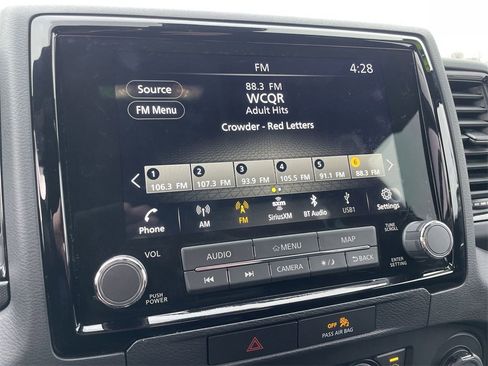 FM 4:28
Source
88.3 FM
WCQR
FM Menu
Adult Hits
Crowder - Red Letters
1 2 3 4 5 6
106.3 FM 107.3 FM 93.9 FM 105.5 FM 91.1 FM 88.3 FM
Phone AM FM SiriusXM BT Audio USB1 Settings
VOL AUDIO MENU MAP TUNE SCROLL
CAMERA BACK
PUSH POWER
ENTER SETTING
OFF
PASS AIR BAG